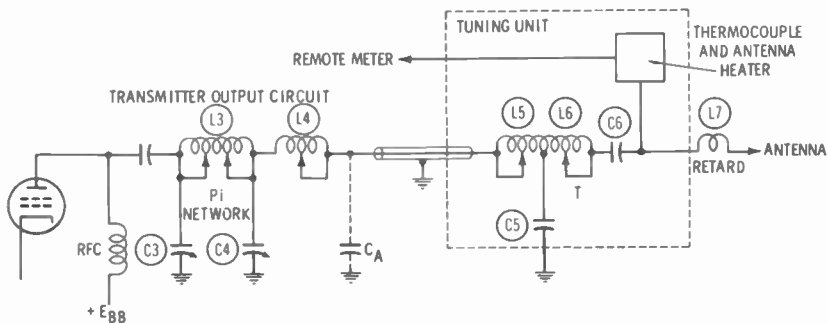 TUNING UNIT
THERMOCOUPLE
AND ANTENNA
HEATER
REMOTE METER
TRANSMITTER OUTPUT CIRCUIT
L3
L4
L5
L6
C6
L7
ANTENNA
RETARD
Pi
NETWORK
T
RFC
C3
C4
CA
C5
+ EBB